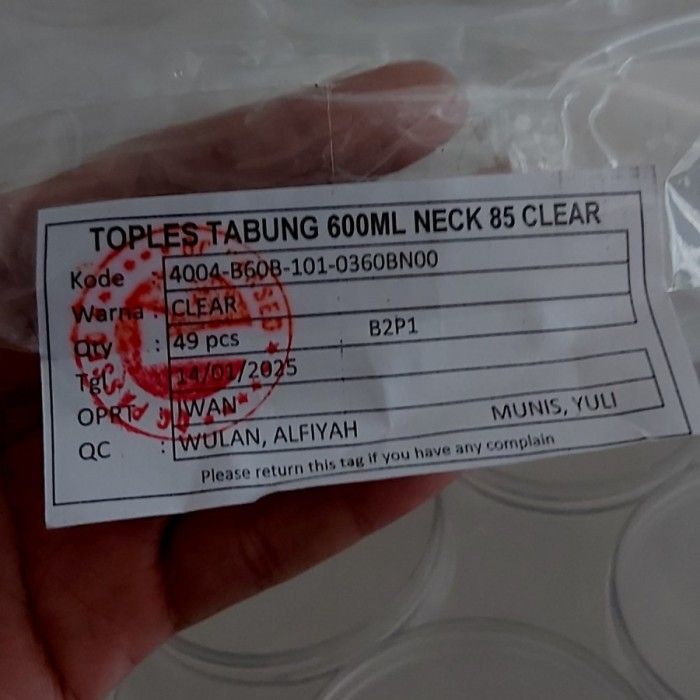 TOPLES TABUNG 600ML NECK 85 CLEAR
Kode : 4004-B60B-101-0360BN00
Warna : CLEAR
Qty : 49 pcs B2P1
Tgl : 14/01/2025
OPRT : IWAN
QC : WULAN, ALFIYAH MUNIS, YULI
Please return this tag if you have any complain